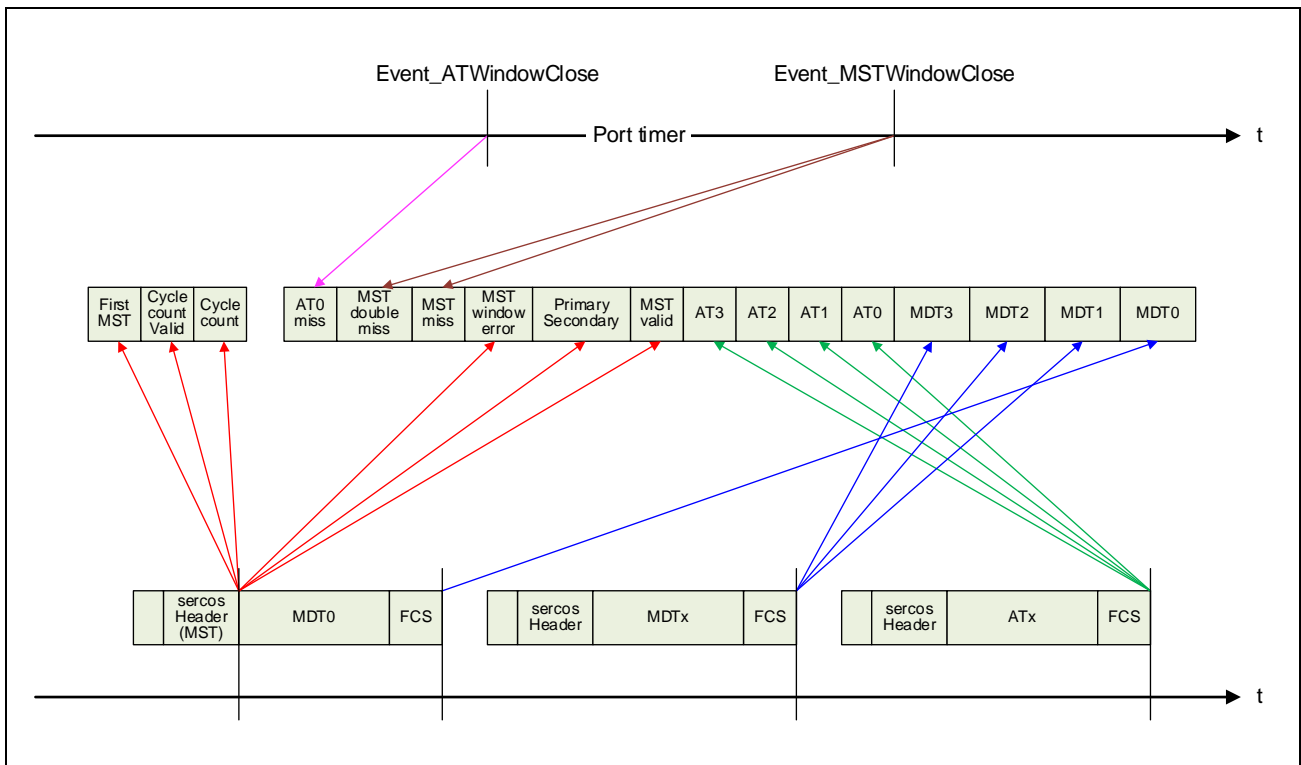 Event_ATWindowClose
Event_MSTWindowClose
Port timer
t
First
MST
Cycle
count
Valid
Cycle
count
AT0
miss
MST
double
miss
MST
miss
MST
window
error
Primary
Secondary
MST
valid
AT3
AT2
AT1
AT0
MDT3
MDT2
MDT1
MDT0
sercos
Header
(MST)
MDT0
FCS
sercos
Header
MDTx
FCS
sercos
Header
ATx
FCS
t